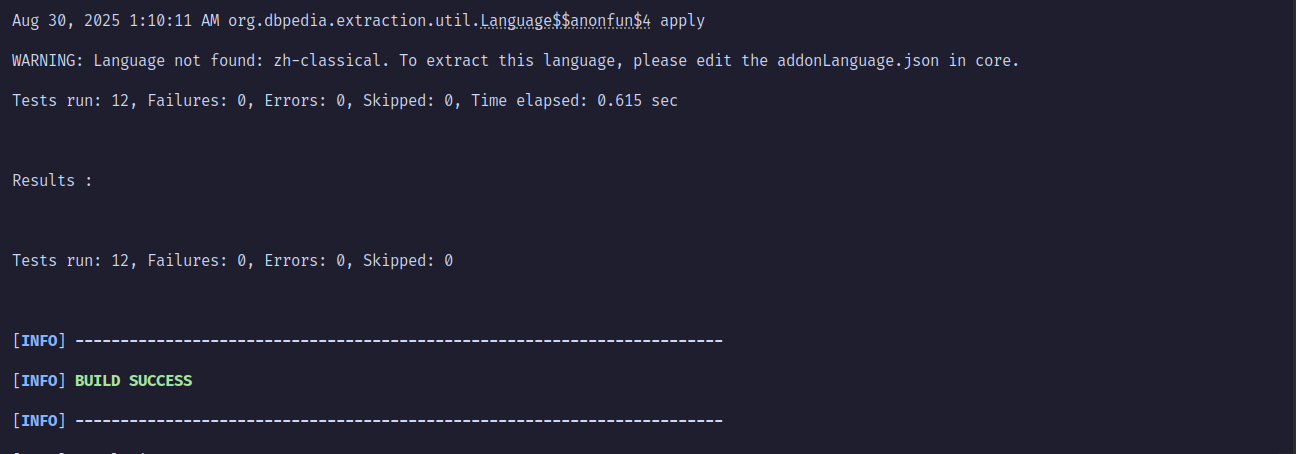 Aug 30, 2025 1:10:11 AM org.dbpedia.extraction.util.Language$$anonfun$4 apply
WARNING: Language not found: zh-classical. To extract this language, please edit the addonLanguage.json in core.
Tests run: 12, Failures: 0, Errors: 0, Skipped: 0, Time elapsed: 0.615 sec
Results :
Tests run: 12, Failures: 0, Errors: 0, Skipped: 0
[INFO] ------------------------------------------------------------------------
[INFO] BUILD SUCCESS
[INFO] ------------------------------------------------------------------------